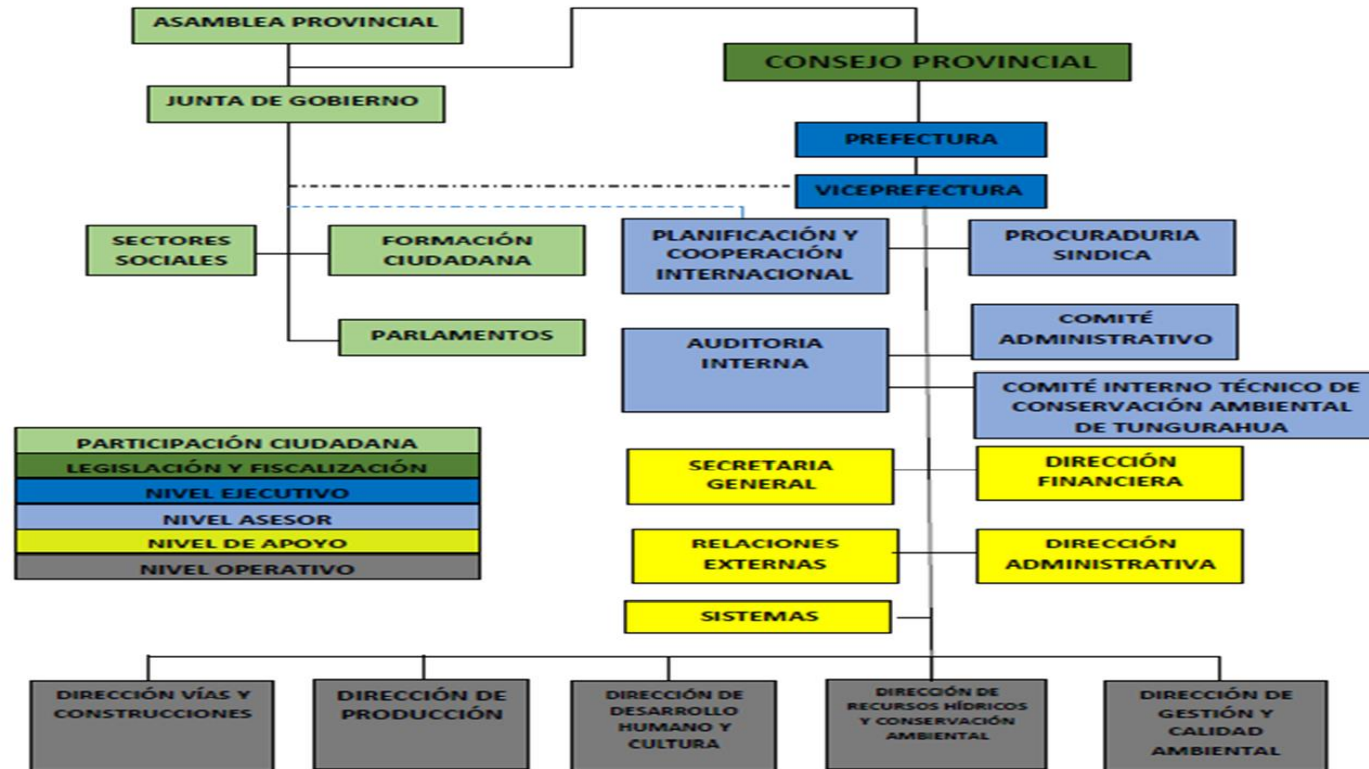 ASAMBLEA PROVINCIAL
CONSEJO PROVINCIAL
JUNTA DE GOBIERNO
PREFECTURA
VICEPREFECTURA
SECTORES
SOCIALES
FORMACIÓN
CIUDADANA
PLANIFICACIÓN Y
COOPERACIÓN
INTERNACIONAL
PROCURADURIA
SINDICA
PARLAMENTOS
AUDITORIA
INTERNA
COMITÉ
ADMINISTRATIVO
COMITÉ INTERNO TÉCNICO DE
CONSERVACIÓN AMBIENTAL
DE TUNGURAHUA
PARTICIPACIÓN CIUDADANA
LEGISLACIÓN Y FISCALIZACIÓN
NIVEL EJECUTIVO
NIVEL ASESOR
NIVEL DE APOYO
NIVEL OPERATIVO
SECRETARIA
GENERAL
DIRECCIÓN
FINANCIERA
RELACIONES
EXTERNAS
DIRECCIÓN
ADMINISTRATIVA
SISTEMAS
DIRECCIÓN VÍAS Y
CONSTRUCCIONES
DIRECCIÓN DE
PRODUCCIÓN
DIRECCIÓN DE
DESARROLLO
HUMANO Y
CULTURA
DIRECCIÓN DE
RECURSOS HÍDRICOS
Y CONSERVACIÓN
AMBIENTAL
DIRECCIÓN DE
GESTIÓN Y
CALIDAD
AMBIENTAL